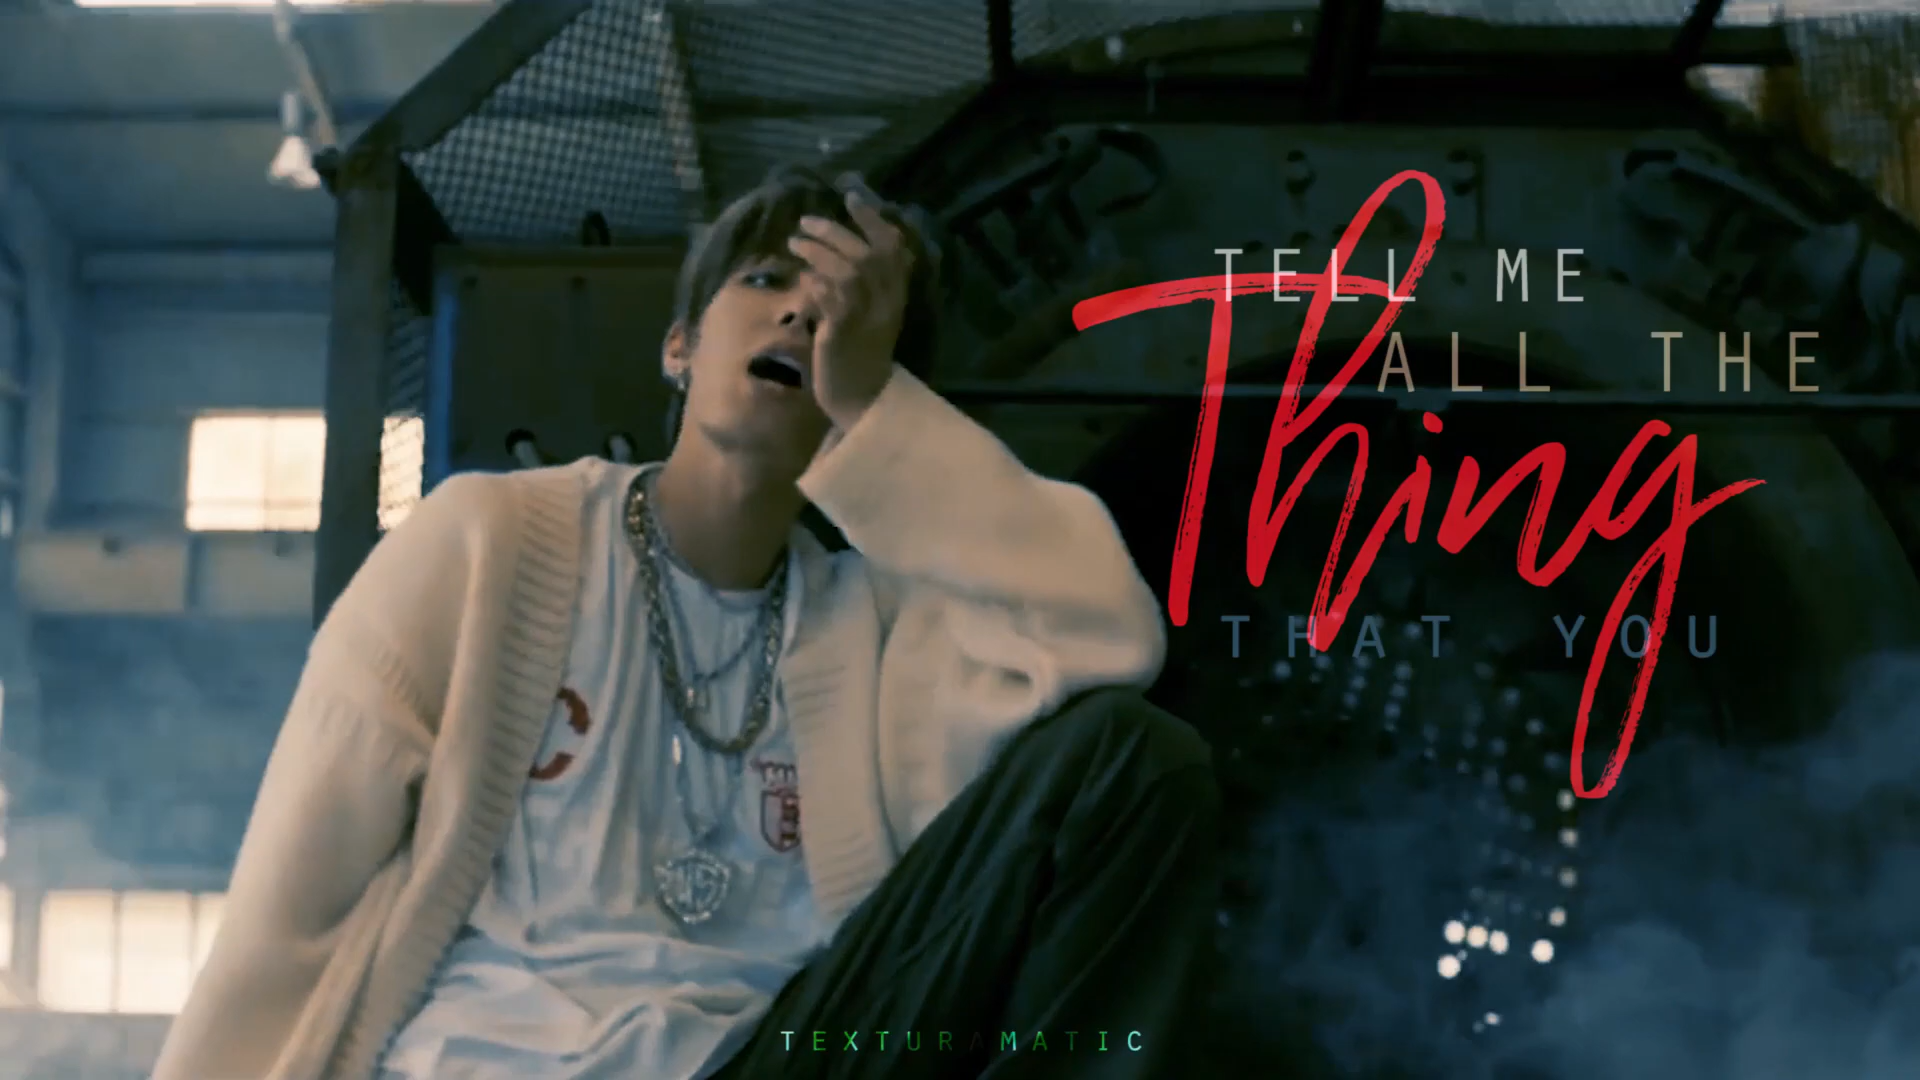 TELL ME
ALL THE
Thing
THAT YOU
TEXTURAMATIC